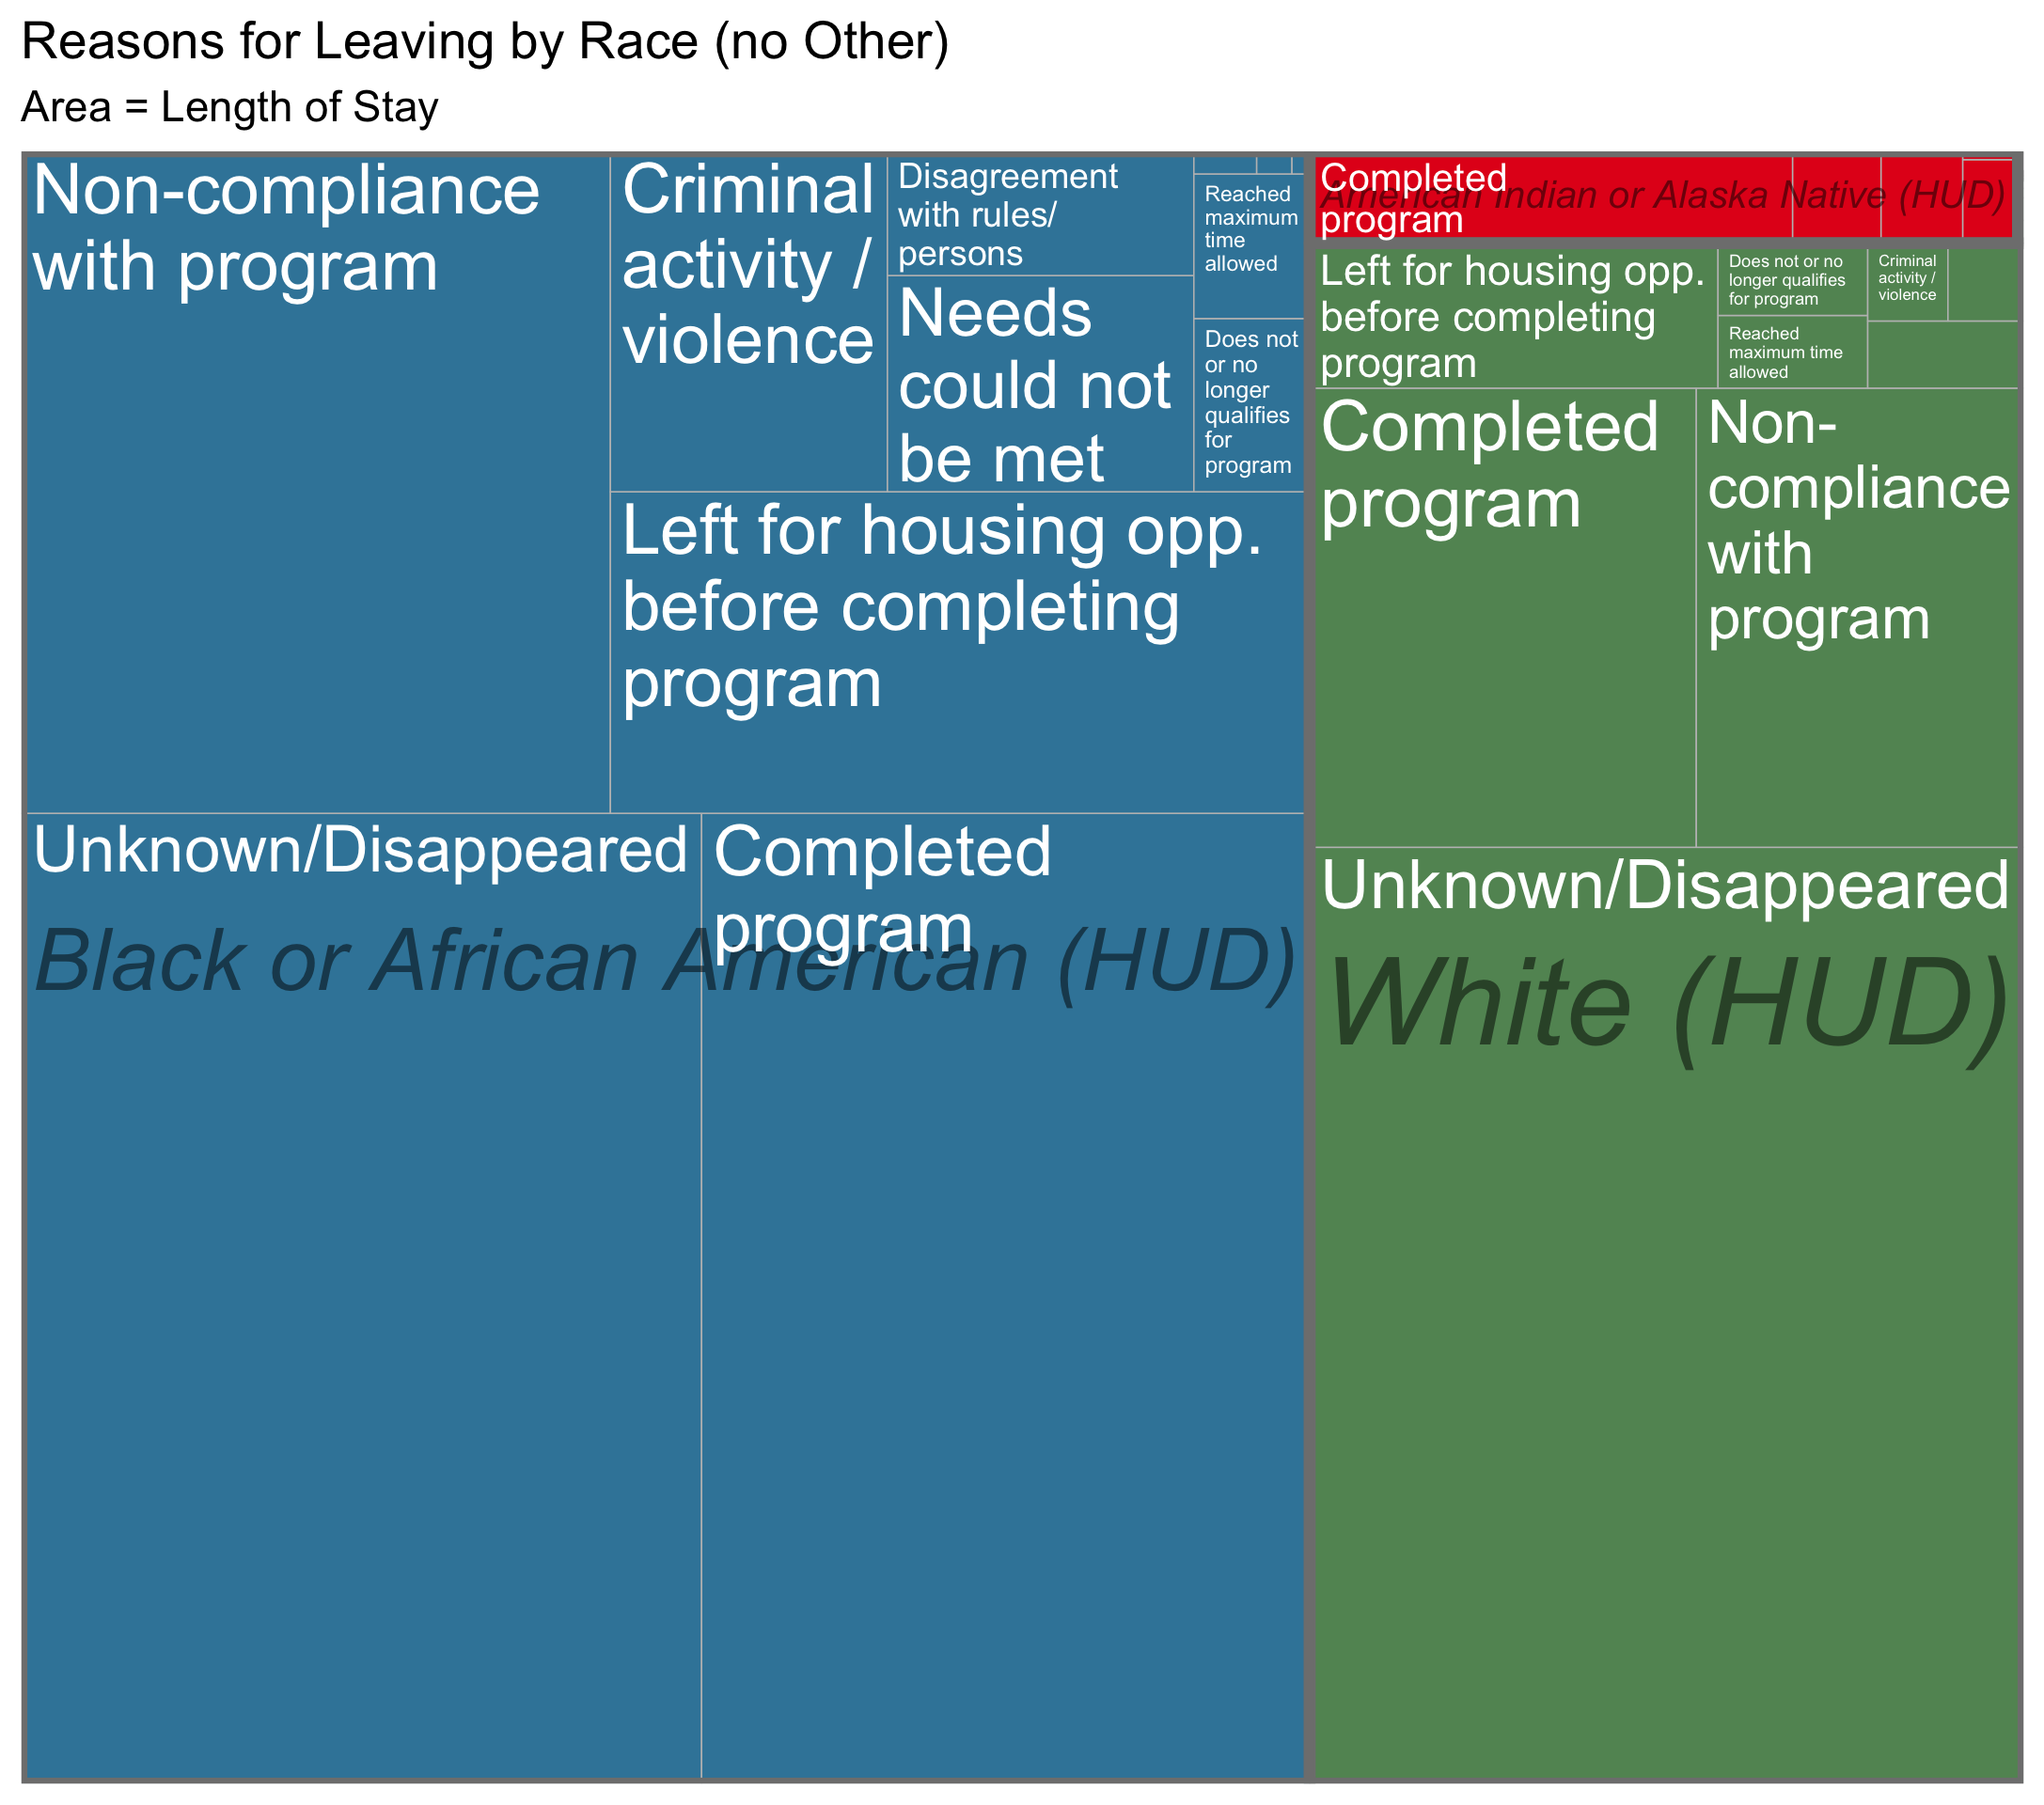 Reasons for Leaving by Race (no Other)
Area = Length of Stay
Non-compliance
with program
Criminal
activity /
violence
Disagreement
with rules/
persons
Needs
could not
be met
Reached
maximum
time
allowed
Does not
or no
longer
qualifies
for
program
Left for housing opp.
before completing
program
Unknown/Disappeared
Completed
program
Black or African American (HUD)
Completed
program
American Indian or Alaska Native (HUD)
Left for housing opp.
before completing
program
Does not or no
longer qualifies
for program
Reached
maximum time
allowed
Criminal
activity /
violence
Completed
program
Non-
compliance
with
program
Unknown/Disappeared
White (HUD)